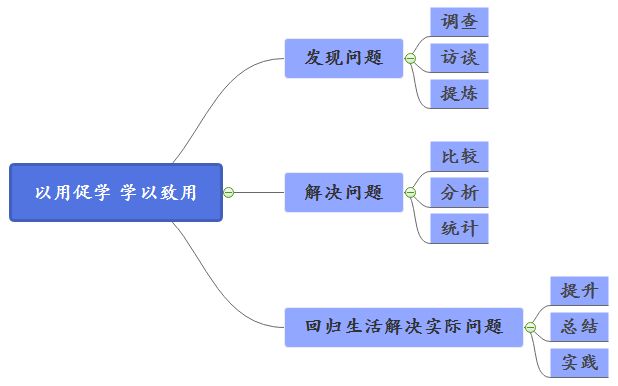 以用促学 学以致用
发现问题
调查
访谈
提炼
解决问题
比较
分析
统计
回归生活解决实际问题
提升
总结
实践